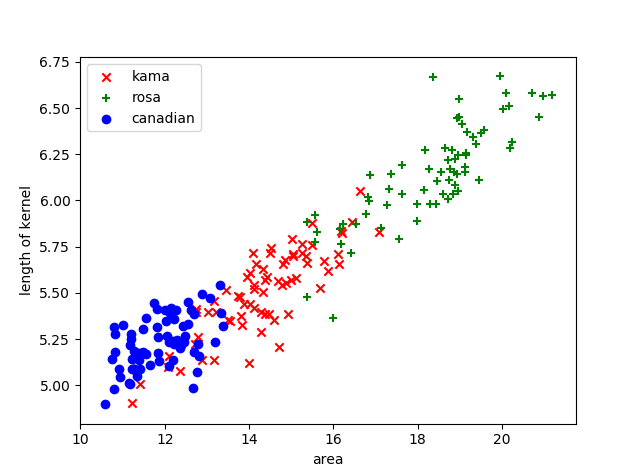 6.75
6.50
6.25
6.00
5.75
5.50
5.25
5.00
length of kernel
kama
rosa
canadian
10 12 14 16 18 20
area